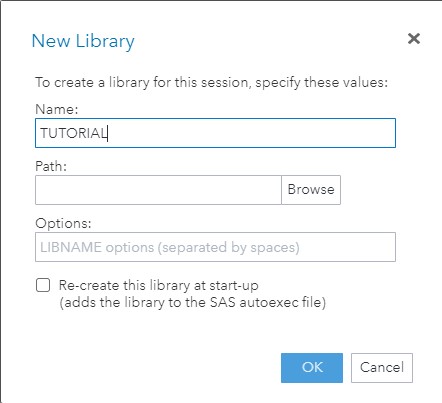 New Library
To create a library for this session, specify these values:
Name:
TUTORIAL
Path:
Browse
Options:
LIBNAME options (separated by spaces)
Re-create this library at start-up
(adds the library to the SAS autoexec file)
OK Cancel